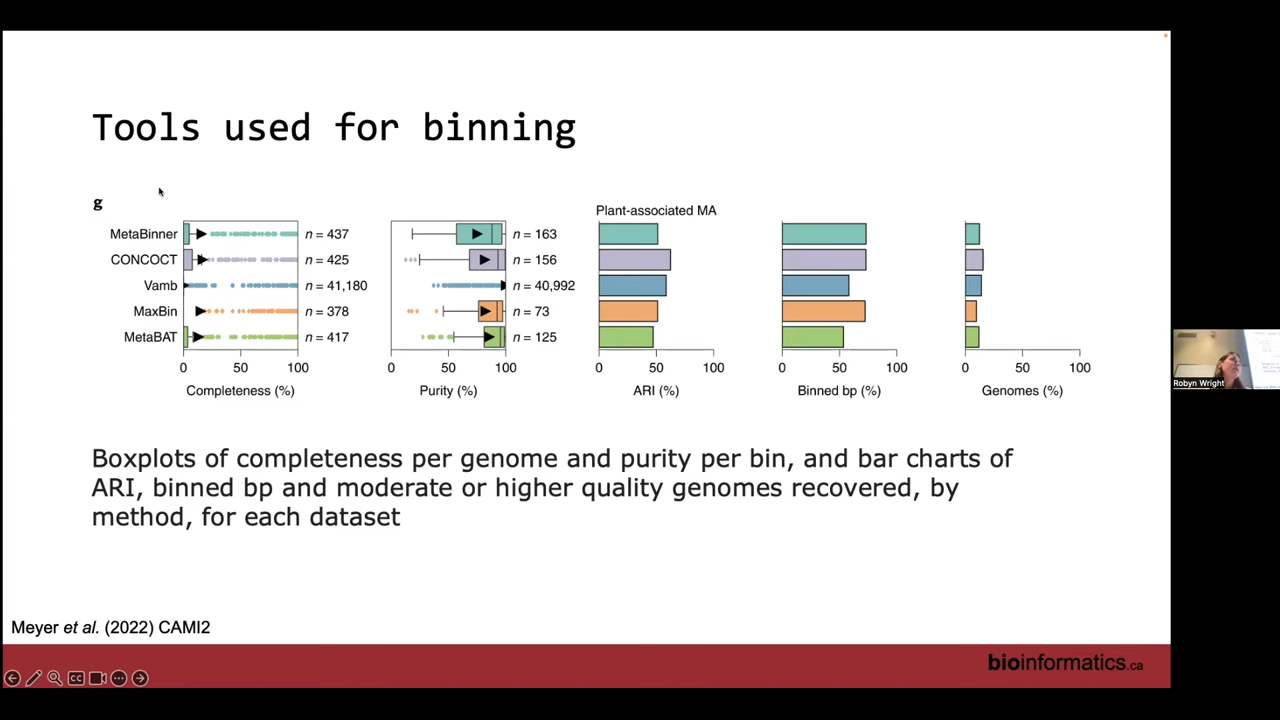 Tools used for binning
g
Plant-associated MA
MetaBinner n = 437 n = 163
CONCOCT n = 425 n = 156
Vamb n = 41,180 n = 40,992
MaxBin n = 378 n = 73
MetaBAT n = 417 n = 125
0 50 100 0 50 100 0 50 100 0 50 100 0 50 100
Completeness (%) Purity (%) ARI (%) Binned bp (%) Genomes (%)
Robyn Wright
Boxplots of completeness per genome and purity per bin, and bar charts of
ARI, binned bp and moderate or higher quality genomes recovered, by
method, for each dataset
Meyer et al. (2022) CAMI2
bioinformatics.ca
CC